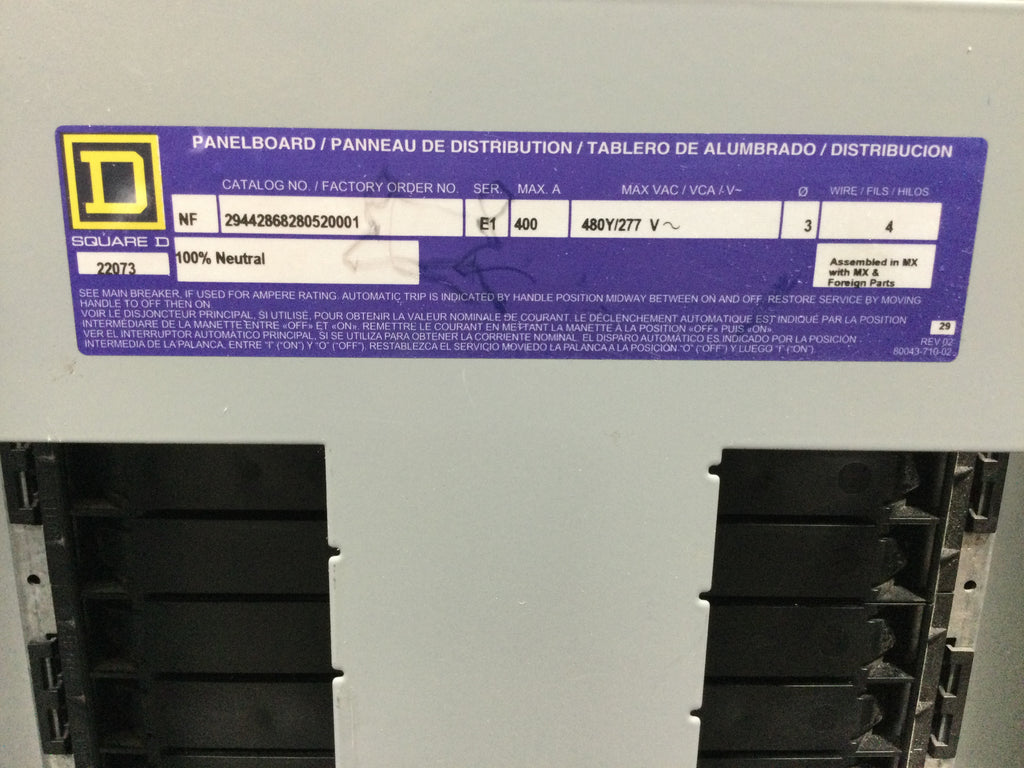 PANELBOARD / PANNEAU DE DISTRIBUTION / TABLERO DE ALUMBRADO / DISTRIBUCION
D
CATALOG NO. / FACTORY ORDER NO. SER. MAX. A MAX VAC / VCA / V~ Ø WIRE / FILS / HILOS
NF 29442868280520001 E1 400 480Y/277 V ~ 3 4
SQUARE D
22073
100% Neutral
Assembled in MX
with MX &
Foreign Parts
SEE MAIN BREAKER, IF USED FOR AMPERE RATING. AUTOMATIC TRIP IS INDICATED BY HANDLE POSITION MIDWAY BETWEEN ON AND OFF. RESTORE SERVICE BY MOVING
HANDLE TO OFF THEN ON.
VOIR LE DISJONCTEUR PRINCIPAL, SI UTILISÉ, POUR OBTENIR LA VALEUR NOMINALE DE COURANT. LE DÉCLENCHEMENT AUTOMATIQUE EST INDIQUÉ PAR LA POSITION
INTERMÉDIAIRE DE LA MANETTE ENTRE «OFF» ET «ON». REMETTRE LE COURANT EN METTANT LA MANETTE À LA POSITION «OFF» PUIS «ON».
VER EL INTERRUPTOR AUTOMÁTICO PRINCIPAL, SI SE UTILIZA PARA OBTENER LA CORRIENTE NOMINAL. EL DISPARO AUTOMÁTICO ES INDICADO POR LA POSICIÓN
INTERMEDIA DE LA PALANCA, ENTRE "I" ("ON") Y "O" ("OFF"). RESTABLEZCA EL SERVICIO MOVIEDO LA PALANCA A LA POSICIÓN "O" ("OFF") Y LUEGO "I" ("ON").
29
REV 02
80043-710-02